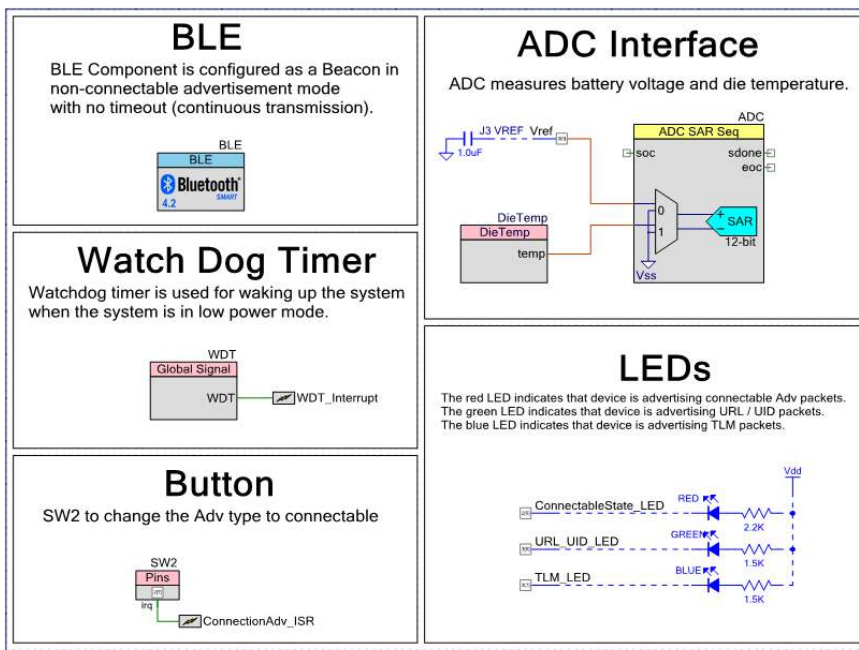 BLE
BLE Component is configured as a Beacon in
non-connectable advertisement mode
with no timeout (continuous transmission).
BLE
BLE
Bluetooth®
SMART
4.2
Watch Dog Timer
Watchdog timer is used for waking up the system
when the system is in low power mode.
WDT
Global Signal
WDT
WDT_Interrupt
Button
SW2 to change the Adv type to connectable
SW2
Pins
irq
ConnectionAdv_ISR
ADC Interface
ADC measures battery voltage and die temperature.
J3 VREF
Vref
1.0uF
ADC
ADC SAR Seq
soc
sdone
eoc
0
1
+
−
SAR
12-bit
Vss
DieTemp
DieTemp
temp
LEDs
The red LED indicates that device is advertising connectable Adv packets.
The green LED indicates that device is advertising URL / UID packets.
The blue LED indicates that device is advertising TLM packets.
Vdd
ConnectableState_LED
RED
2.2K
URL_UID_LED
GREEN
1.5K
TLM_LED
BLUE
1.5K